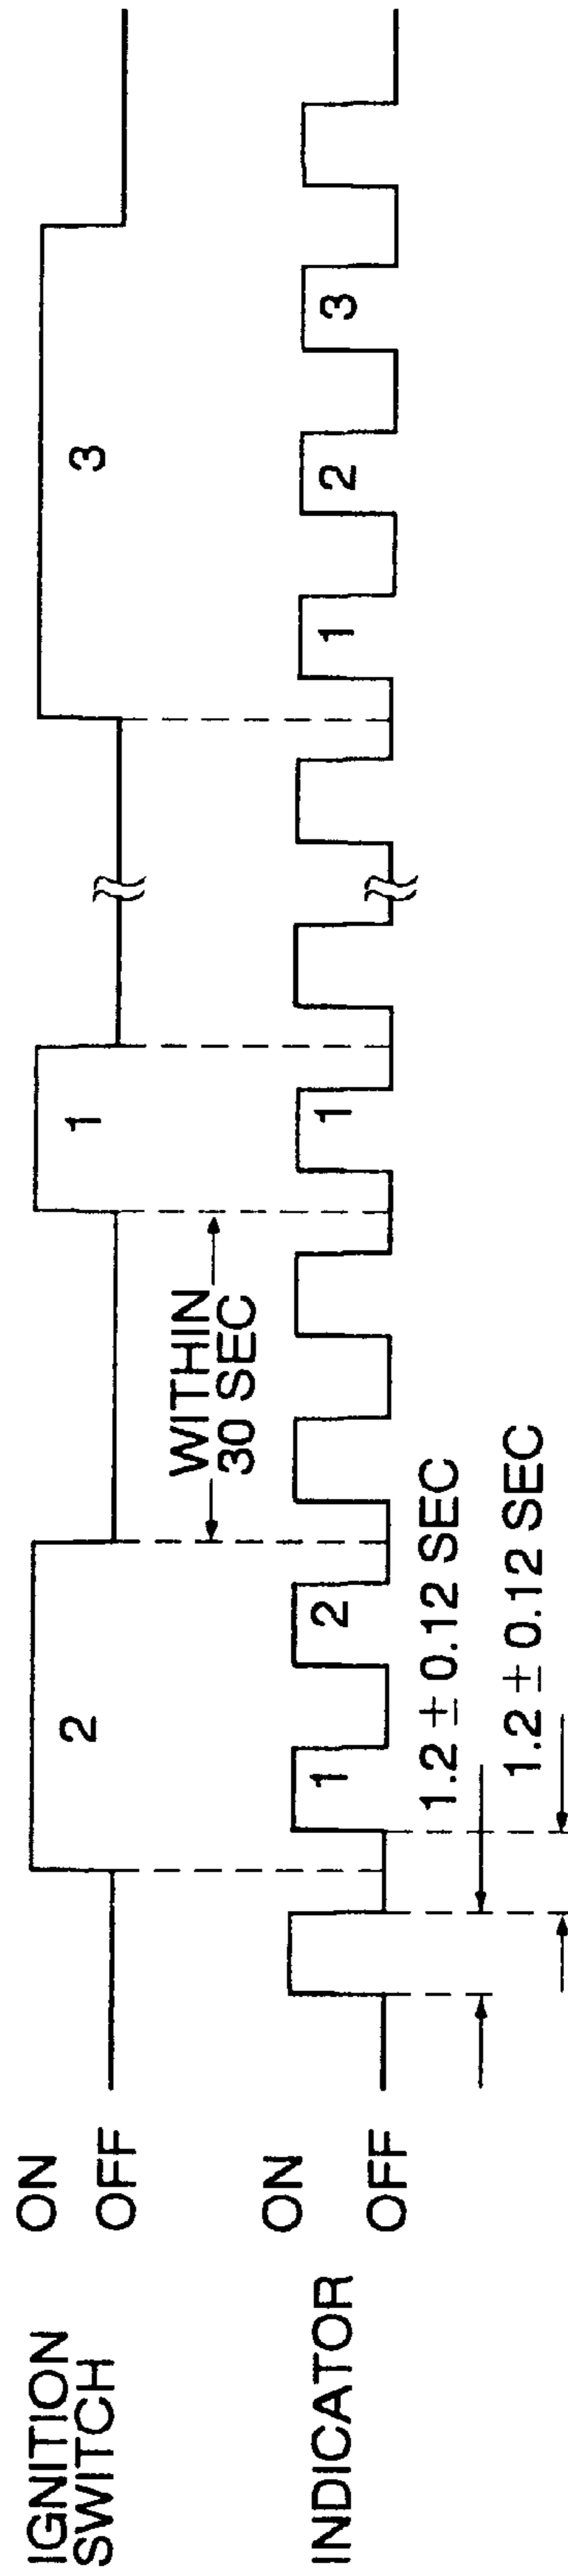 IGNITION
SWITCH
ON
OFF
2
1
3
WITHIN
30 SEC
INDICATOR
ON
OFF
1
2
1
1
2
3
1.2 ± 0.12 SEC
1.2 ± 0.12 SEC